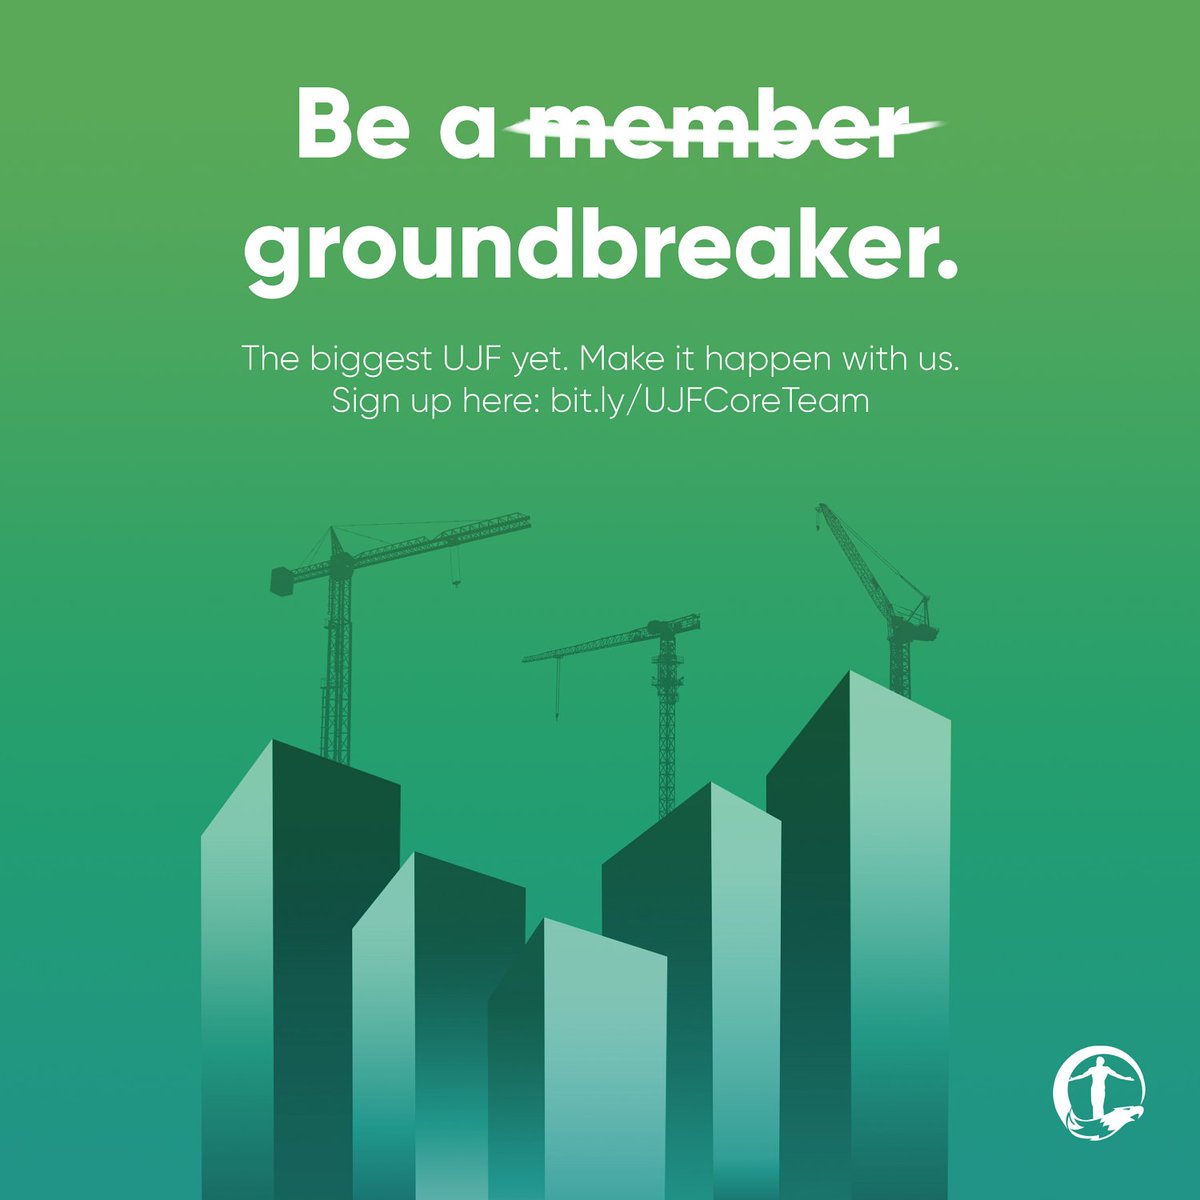 Be a member
groundbreaker.
The biggest UJF yet. Make it happen with us.
Sign up here: bit.ly/UJFCoreTeam